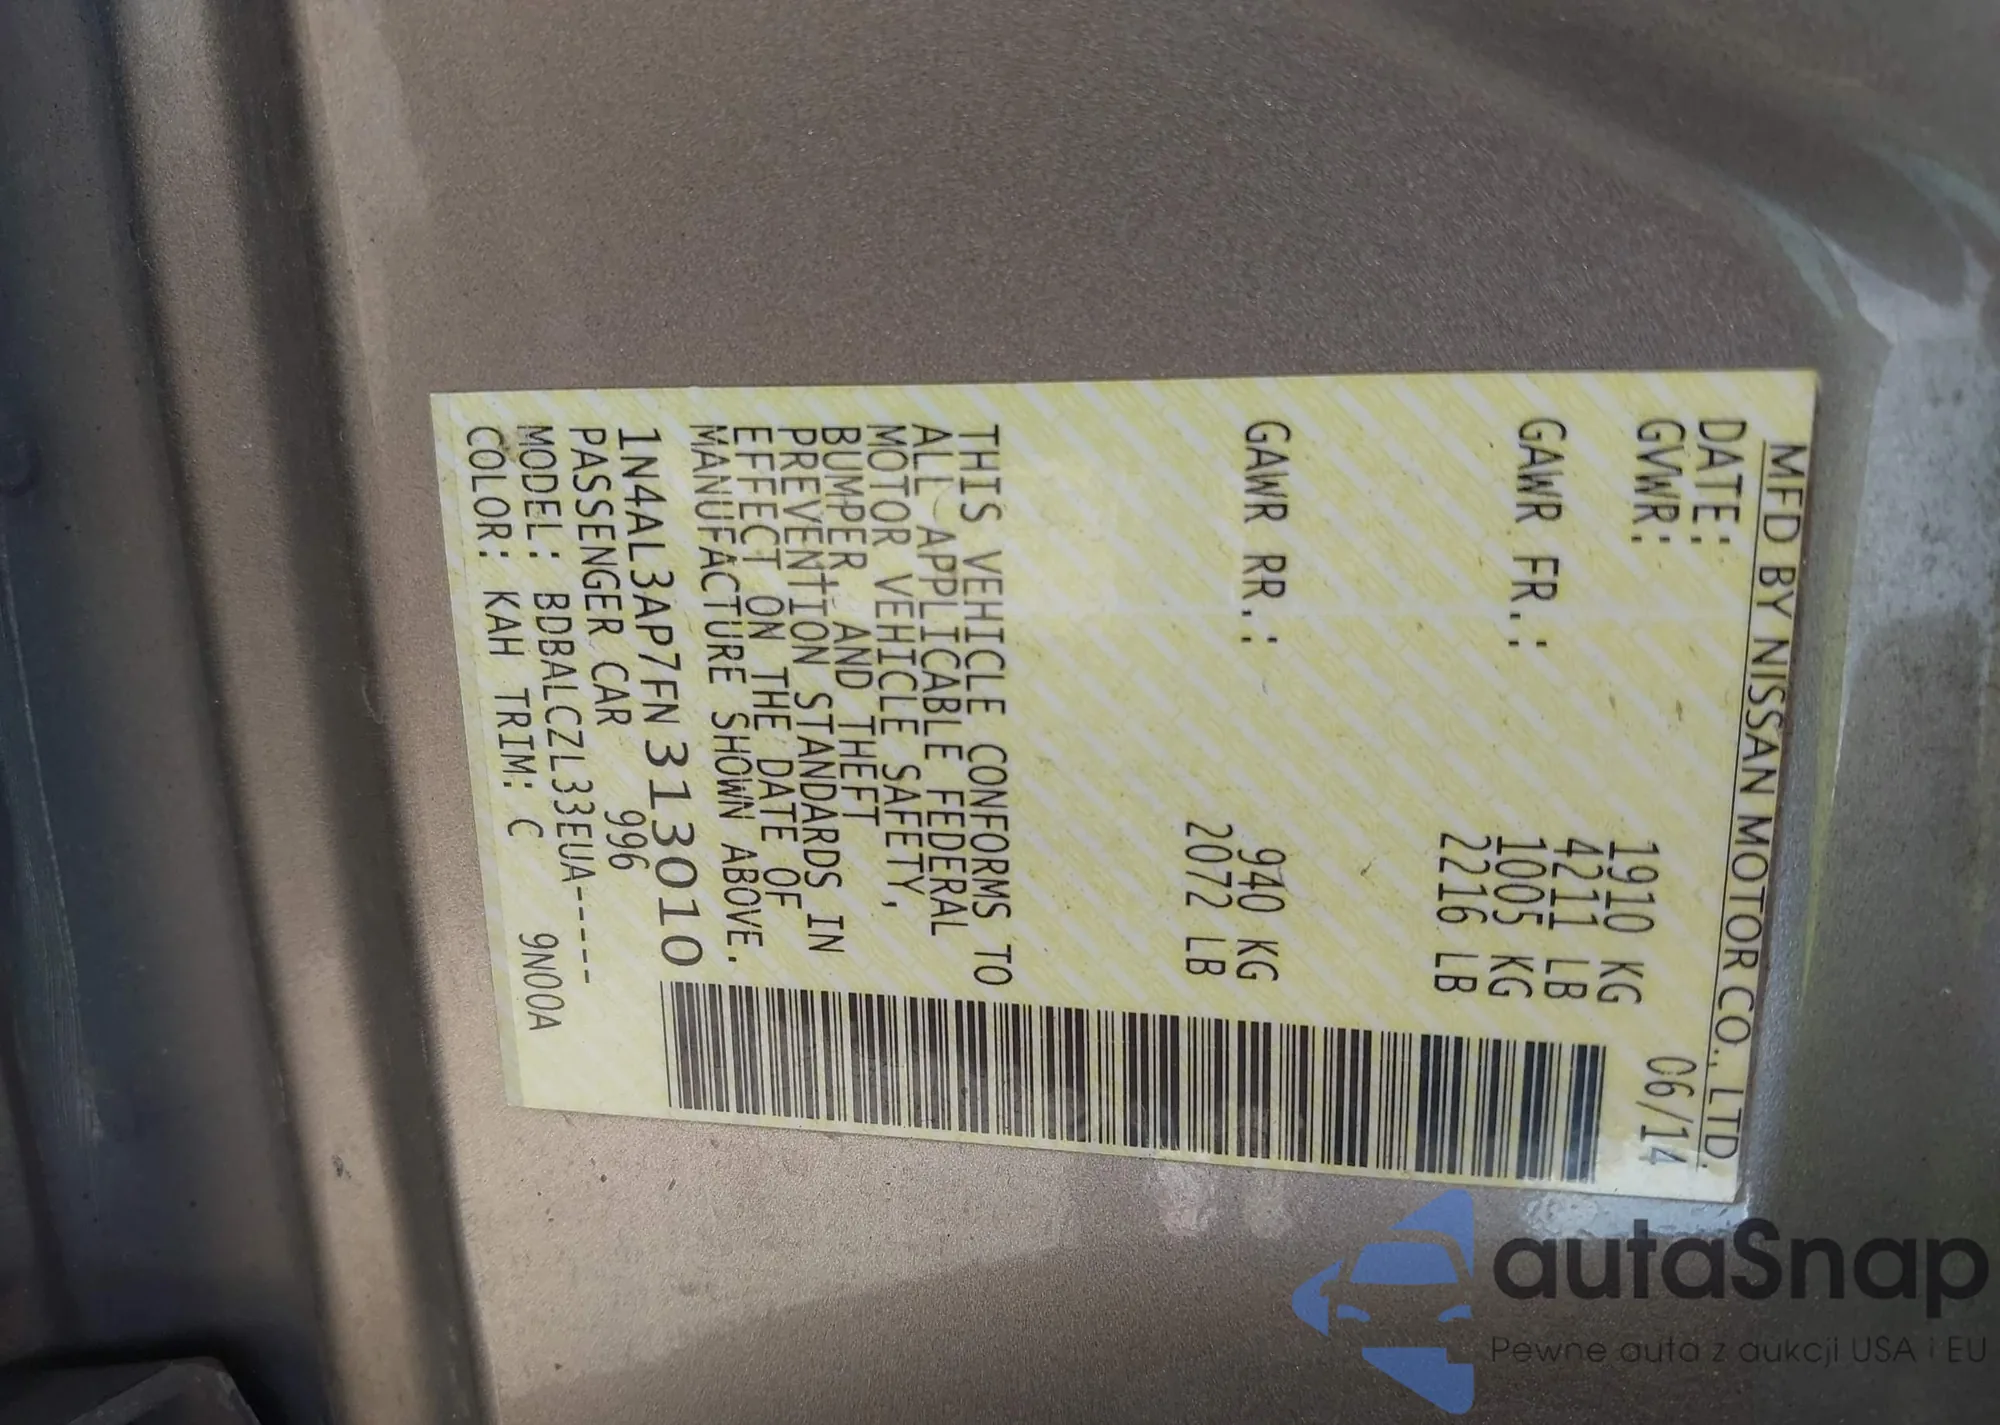 MFD BY NISSAN MOTOR CO., LTD.
DATE: 06/14
GVWR: 1910 KG
4211 LB
GAWR FR.: 1005 KG
2216 LB
GAWR RR.: 940 KG
2072 LB
THIS VEHICLE CONFORMS TO
ALL APPLICABLE FEDERAL
MOTOR VEHICLE SAFETY,
BUMPER, AND THEFT
PREVENTION STANDARDS IN
EFFECT ON THE DATE OF
MANUFACTURE SHOWN ABOVE.
1N4AL3AP7FN313010
PASSENGER CAR 996
MODEL: BDBALCZL33EUA-----
COLOR: KAH TRIM: C 9N00A
autaSnap
Pewne auta z aukcji USA i EU